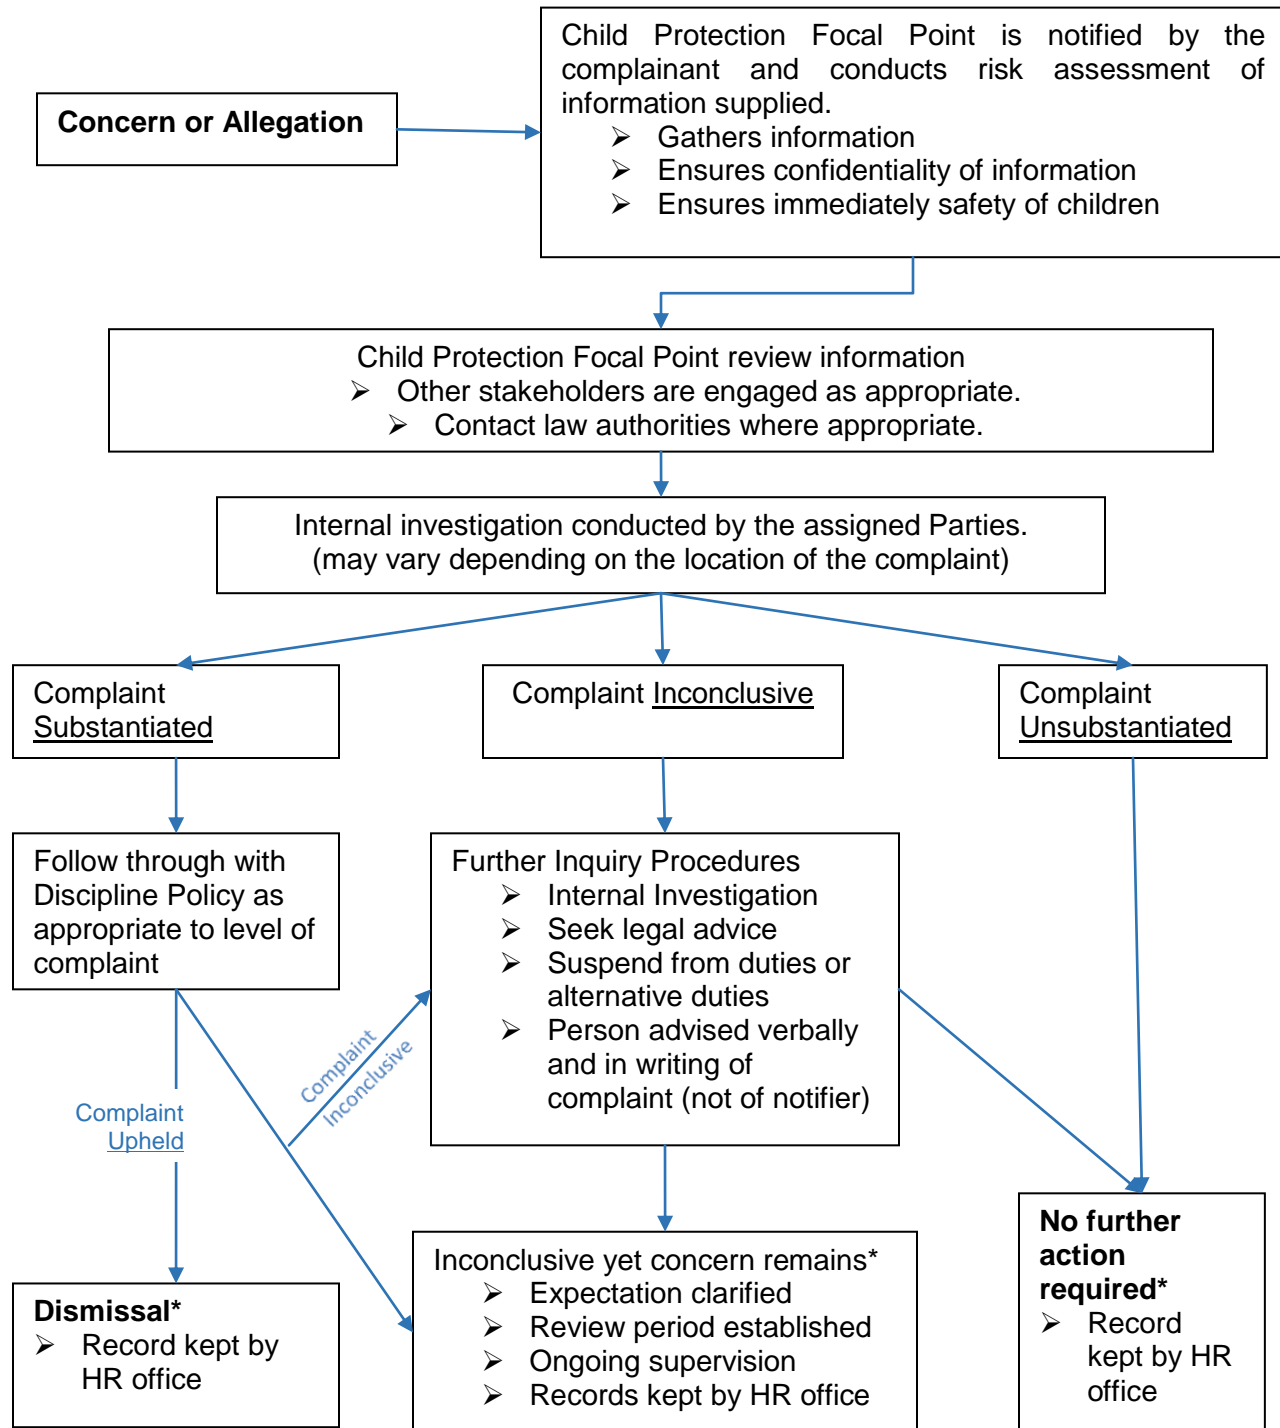 Child Protection Focal Point is notified by the
complainant and conducts risk assessment of
information supplied.
➢ Gathers information
➢ Ensures confidentiality of information
➢ Ensures immediately safety of children
Concern or Allegation
Child Protection Focal Point review information
➢ Other stakeholders are engaged as appropriate.
➢ Contact law authorities where appropriate.
Internal investigation conducted by the assigned Parties.
(may vary depending on the location of the complaint)
Complaint
Substantiated
Complaint Inconclusive
Complaint
Unsubstantiated
Follow through with
Discipline Policy as
appropriate to level of
complaint
Further Inquiry Procedures
➢ Internal Investigation
➢ Seek legal advice
➢ Suspend from duties or
alternative duties
➢ Person advised verbally
and in writing of
complaint (not of notifier)
Complaint
Inconclusive
Complaint
Upheld
Dismissal*
➢ Record kept by
HR office
Inconclusive yet concern remains*
➢ Expectation clarified
➢ Review period established
➢ Ongoing supervision
➢ Records kept by HR office
No further
action
required*
➢ Record
kept by HR
office